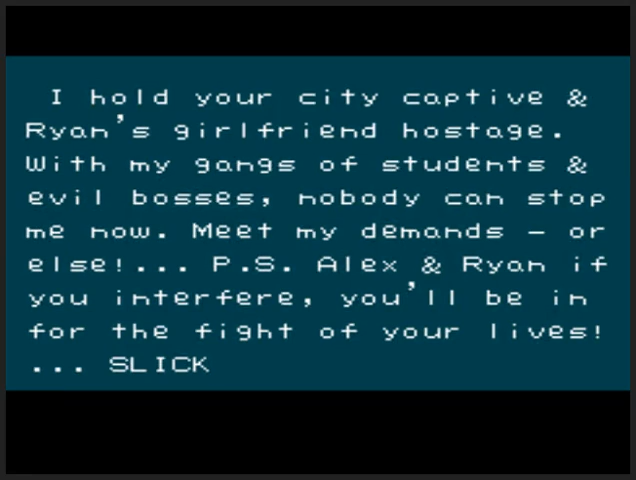 I hold your city captive &
Ryan's girlfriend hostage.
With my gangs of students &
evil bosses, nobody can stop
me now. Meet my demands – or
else!... P.S. Alex & Ryan if
you interfere, you'll be in
for the fight of your lives!
... SLICK